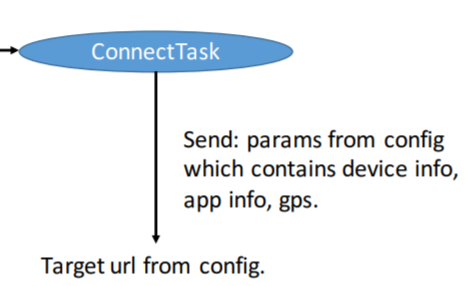 ConnectTask
Send: params from config
which contains device info,
app info, gps.
Target url from config.